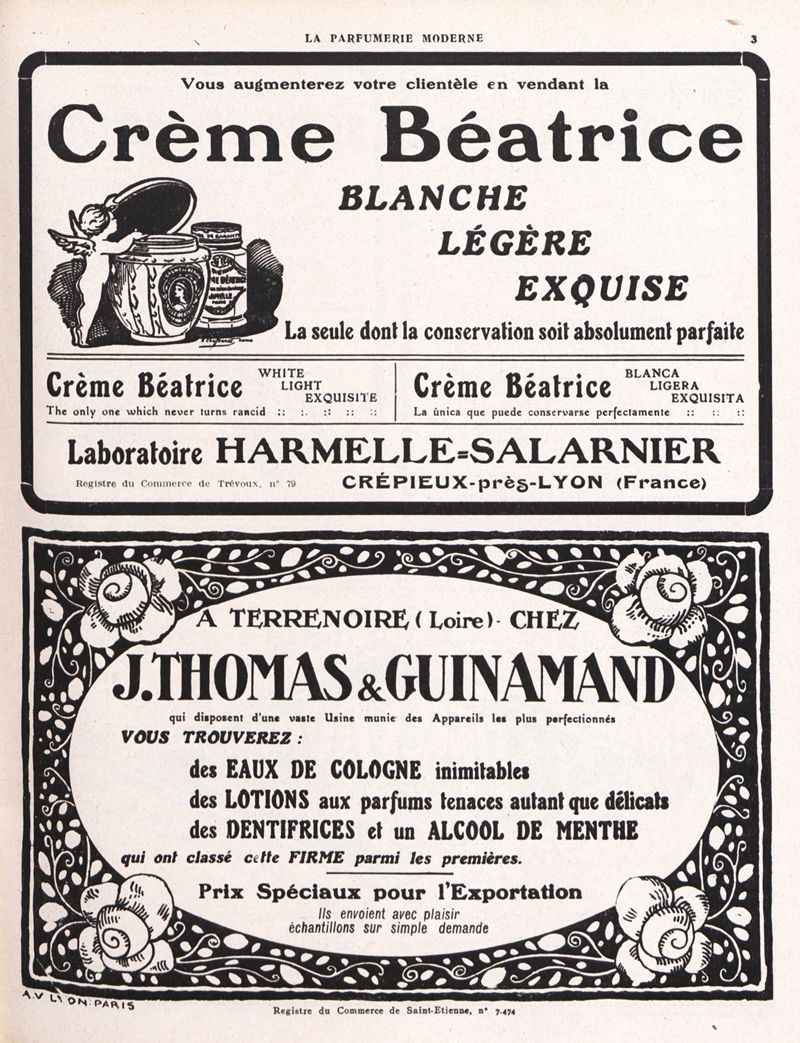 LA PARFUMERIE MODERNE
3
Vous augmenterez votre clientèle en vendant la
Crème Béatrice
BLANCHE
LÉGÈRE
EXQUISE
La seule dont la conservation soit absolument parfaite
Crème Béatrice
WHITE
LIGHT
EXQUISITE
The only one which never turns rancid :: :. :: :: ::
Crème Béatrice
BLANCA
LIGERA
EXQUISITA
La única que puede conservarse perfectamente :: :: ::
Laboratoire HARMELLE=SALARNIER
Registre du Commerce de Trévoux, n° 79
CRÉPIEUX-près-LYON (France)
A TERRENOIRE (Loire) - CHEZ
J. THOMAS & GUINAMAND
qui disposent d'une vaste Usine munie des Appareils les plus perfectionnés
VOUS TROUVEREZ :
des EAUX DE COLOGNE inimitables
des LOTIONS aux parfums tenaces autant que délicats
des DENTIFRICES et un ALCOOL DE MENTHE
qui ont classé cette FIRME parmi les premières.
Prix Spéciaux pour l'Exportation
Ils envoient avec plaisir
échantillons sur simple demande
A.V LYON-PARIS
Registre du Commerce de Saint-Etienne, n° 7-474